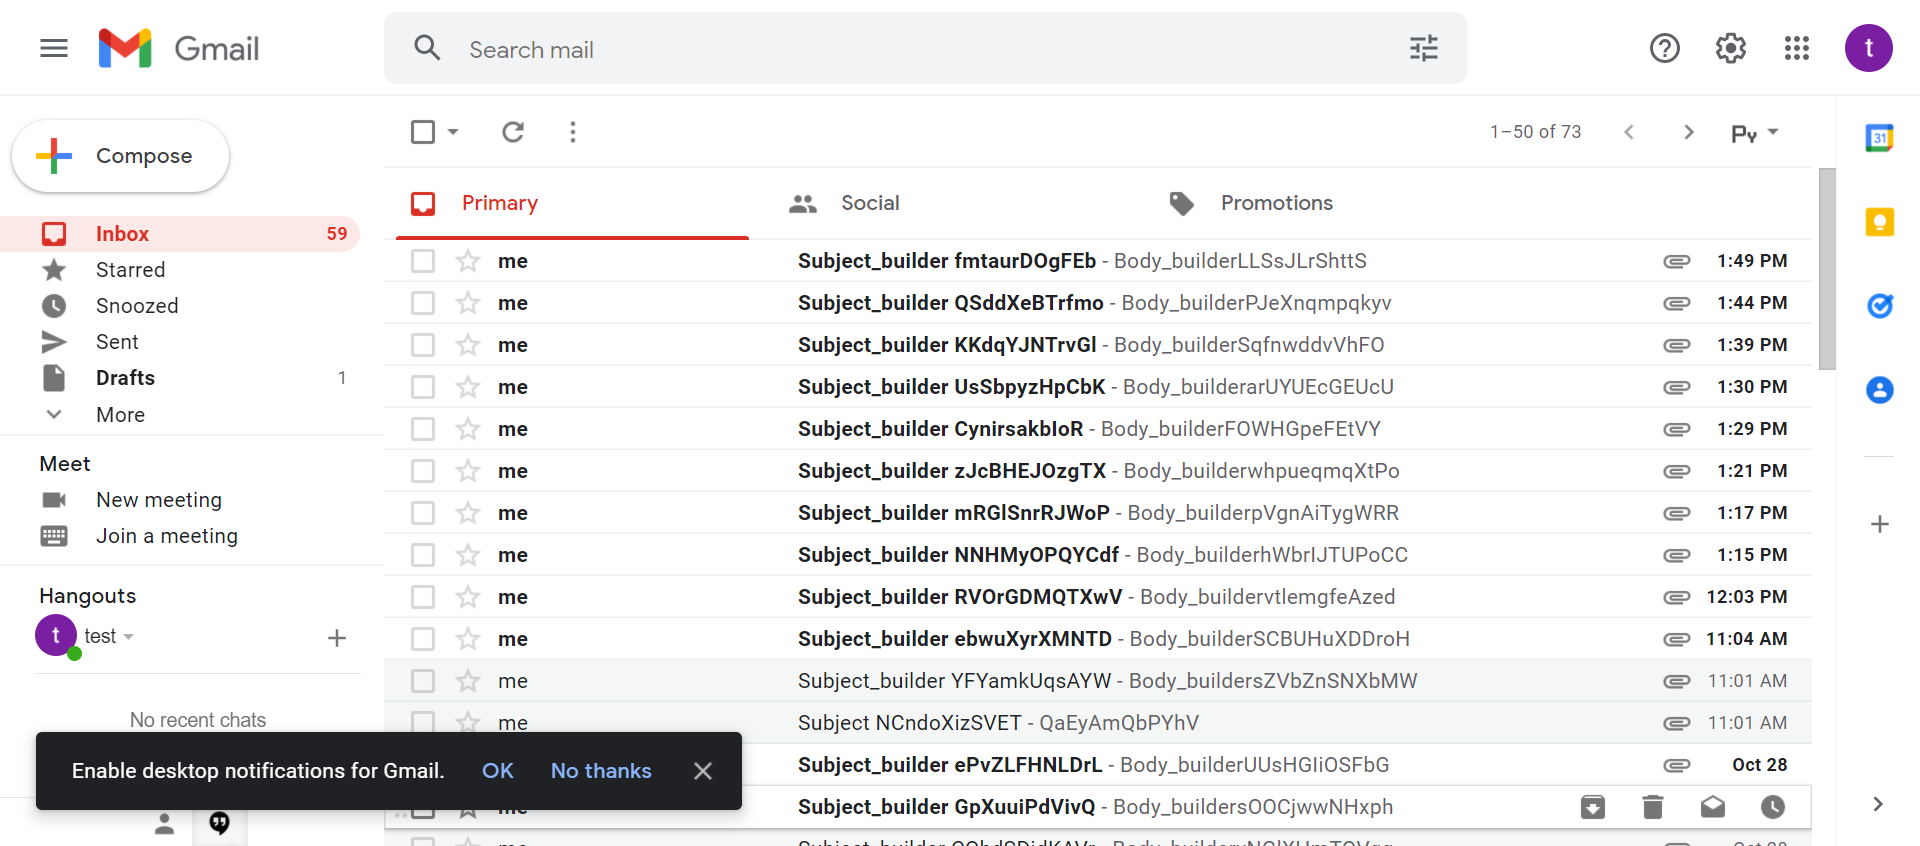 Gmail
Search mail
t
Compose
1–50 of 73
Py
31
Primary
Social
Promotions
Inbox 59
Starred
Snoozed
Sent
Drafts 1
More
Meet
New meeting
Join a meeting
Hangouts
t test
No recent chats
me Subject_builder fmtaurDOgFEb - Body_builderLLSsJLrShttS 1:49 PM
me Subject_builder QSddXeBTrfmo - Body_builderPJeXnqmpqkyv 1:44 PM
me Subject_builder KKdqYJNTrvGl - Body_builderSqfnwddvVhFO 1:39 PM
me Subject_builder UsSbpyzHpCbK - Body_builderarUYUEcGEUcU 1:30 PM
me Subject_builder CynirsakbIoR - Body_builderFOWHGpeFEtVY 1:29 PM
me Subject_builder zJcBHEJOzgTX - Body_builderwhpueqmqXtPo 1:21 PM
me Subject_builder mRGlSnrRJWoP - Body_builderpVgnAiTygWRR 1:17 PM
me Subject_builder NNHMyOPQYCdf - Body_builderhWbrIJTUPoCC 1:15 PM
me Subject_builder RVOrGDMQTXwV - Body_buildervtlemgfeAzed 12:03 PM
me Subject_builder ebwuXyrXMNTD - Body_builderSCBUHuXDDroH 11:04 AM
me Subject_builder YFYamkUqsAYW - Body_buildersZVbZnSNXbMW 11:01 AM
me Subject NCndoXizSVET - QaEyAmQbPYhV 11:01 AM
Subject_builder ePvZLFHNLDrL - Body_builderUUsHGIiOSFbG Oct 28
me Subject_builder GpXuuiPdVivQ - Body_buildersOOCjwwNHxph
Enable desktop notifications for Gmail. OK No thanks